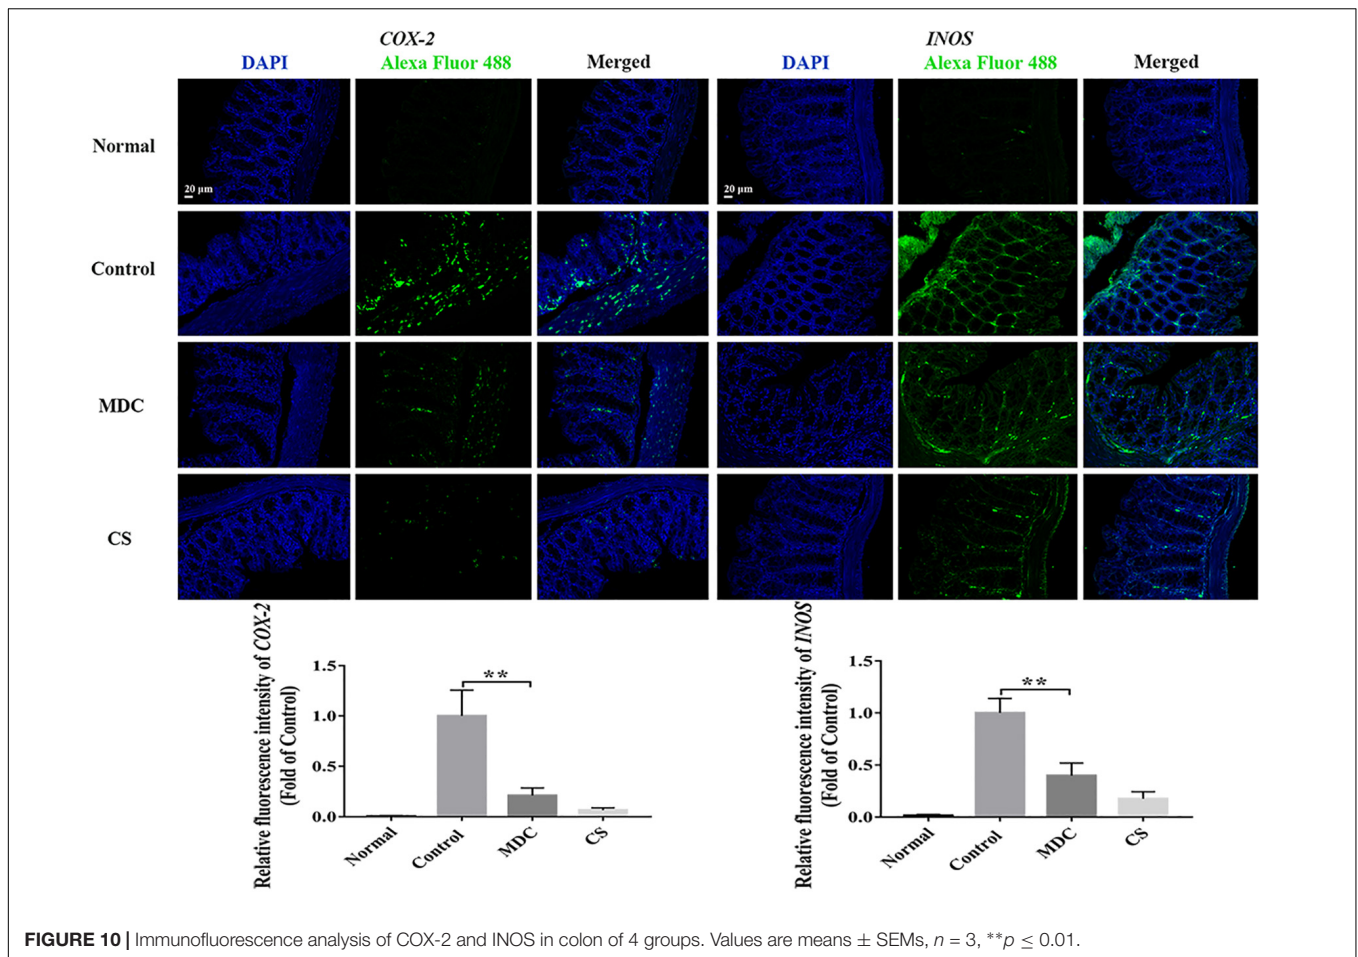 COX-2
INOS
DAPI
Alexa Fluor 488
Merged
DAPI
Alexa Fluor 488
Merged
Normal
20 µm
20 µm
Control
MDC
CS
Relative fluorescence intensity of COX-2
(Fold of Control)
1.5
1.0
0.5
0.0
**
Normal
Control
MDC
CS
Relative fluorescence intensity of INOS
(Fold of Control)
1.5
1.0
0.5
0.0
**
Normal
Control
MDC
CS
FIGURE 10 | Immunofluorescence analysis of COX-2 and INOS in colon of 4 groups. Values are means ± SEMs, n = 3, **p ≤ 0.01.